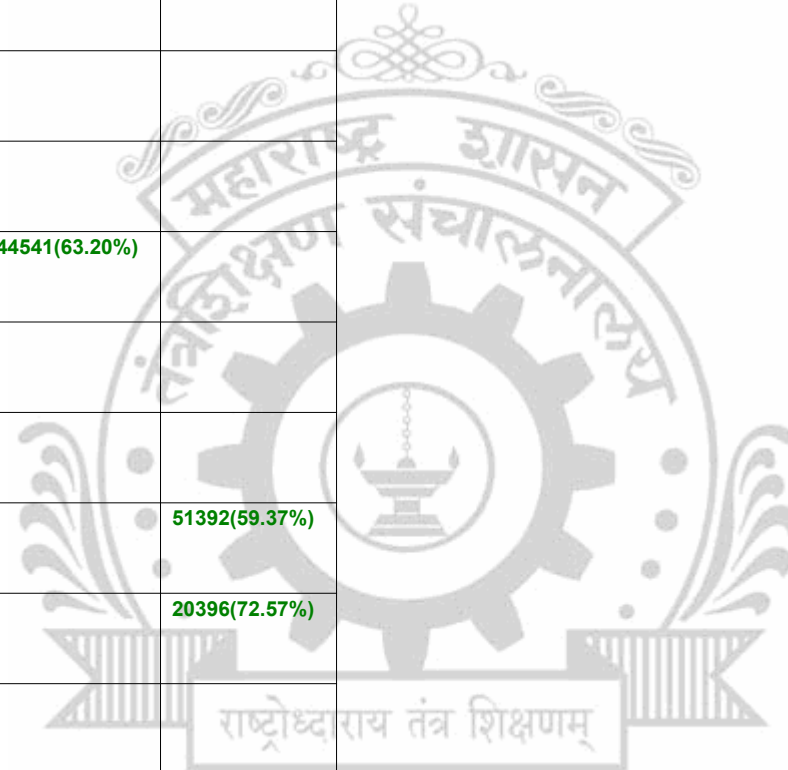 महाराष्ट्र शासन
तंत्रशिक्षण संचालनालय
44541(63.20%)
51392(59.37%)
20396(72.57%)
राष्ट्रोध्दाराय तंत्र शिक्षणम्